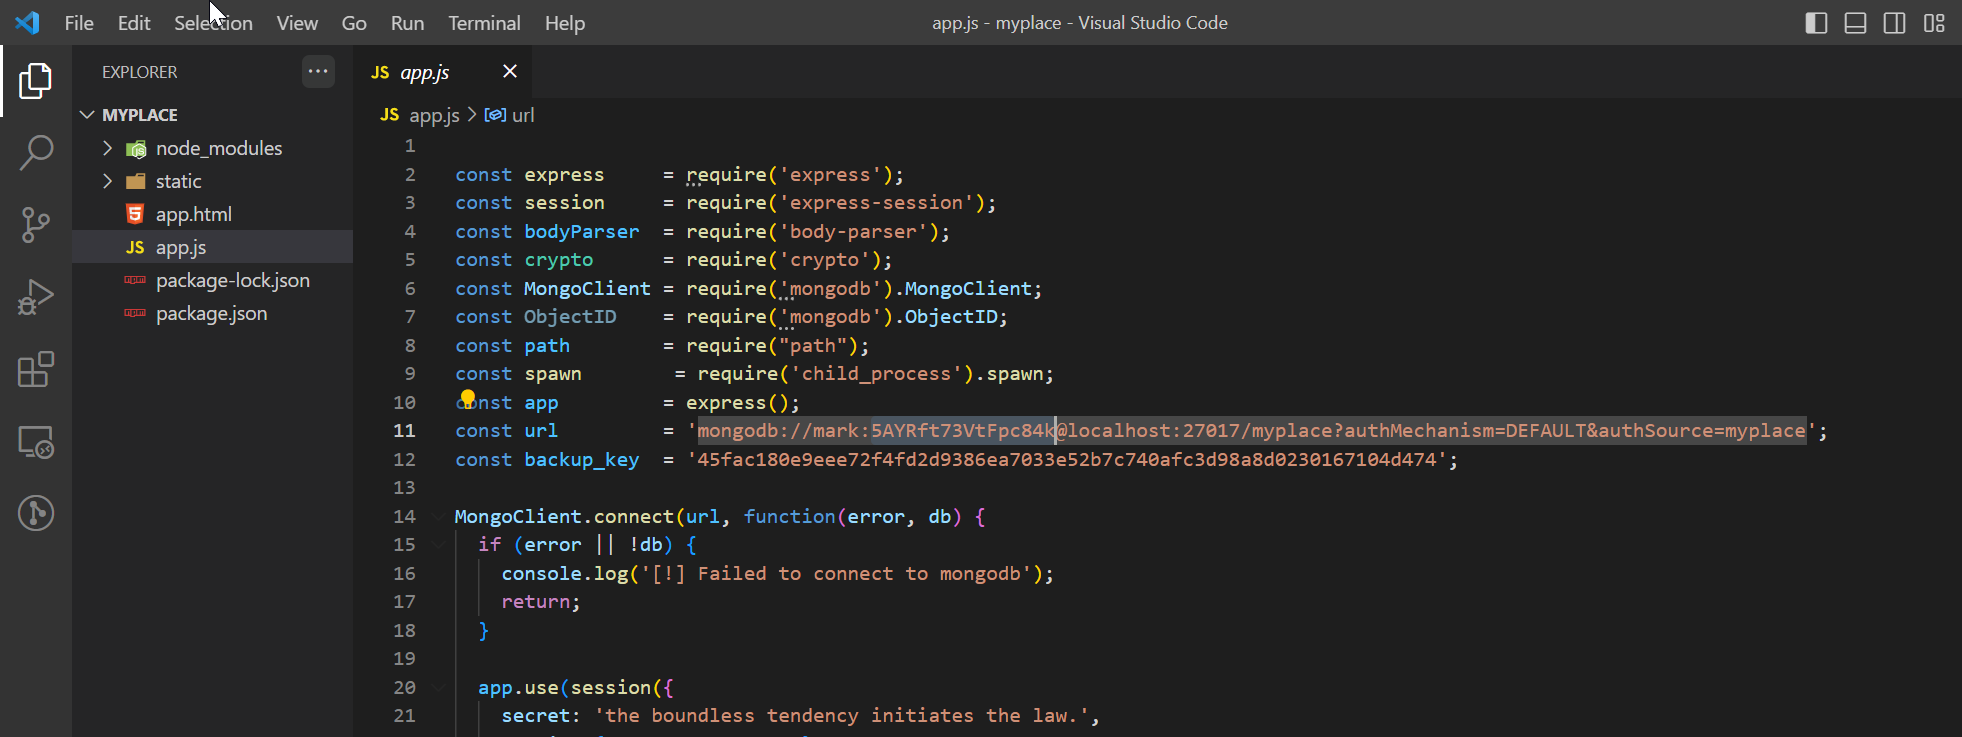 File Edit Selection View Go Run Terminal Help
app.js - myplace - Visual Studio Code
EXPLORER
MYPLACE
node_modules
static
app.html
JS app.js
package-lock.json
package.json
JS app.js
JS app.js > url
1
2 const express = require('express');
3 const session = require('express-session');
4 const bodyParser = require('body-parser');
5 const crypto = require('crypto');
6 const MongoClient = require('mongodb').MongoClient;
7 const ObjectID = require('mongodb').ObjectID;
8 const path = require("path");
9 const spawn = require('child_process').spawn;
10 const app = express();
11 const url = 'mongodb://mark:5AYRft73VtFpc84k@localhost:27017/myplace?authMechanism=DEFAULT&authSource=myplace';
12 const backup_key = '45fac180e9eee72f4fd2d9386ea7033e52b7c740afc3d98a8d0230167104d474';
13
14 MongoClient.connect(url, function(error, db) {
15 if (error || !db) {
16 console.log('[!] Failed to connect to mongodb');
17 return;
18 }
19
20 app.use(session({
21 secret: 'the boundless tendency initiates the law.',